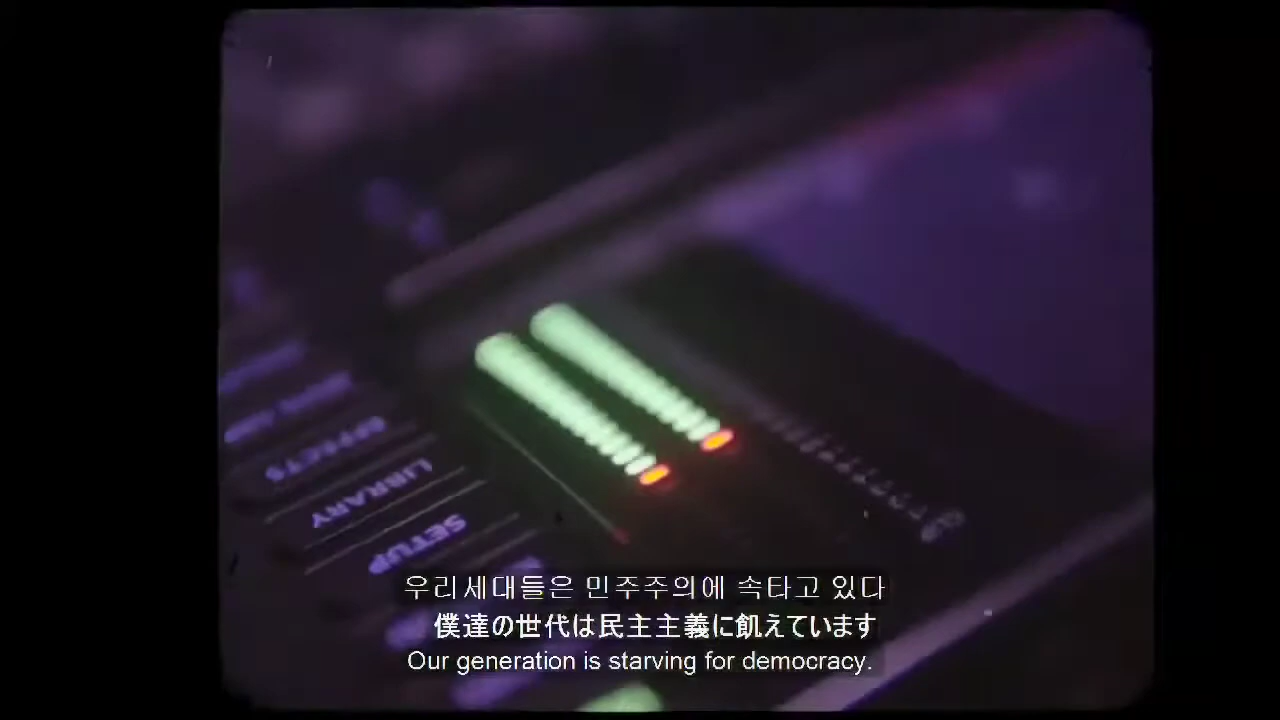 EFFECTS
LIBRARY
SETUP
우리세대들은 민주주의에 속타고 있다
僕達の世代は民主主義に飢えています
Our generation is starving for democracy.